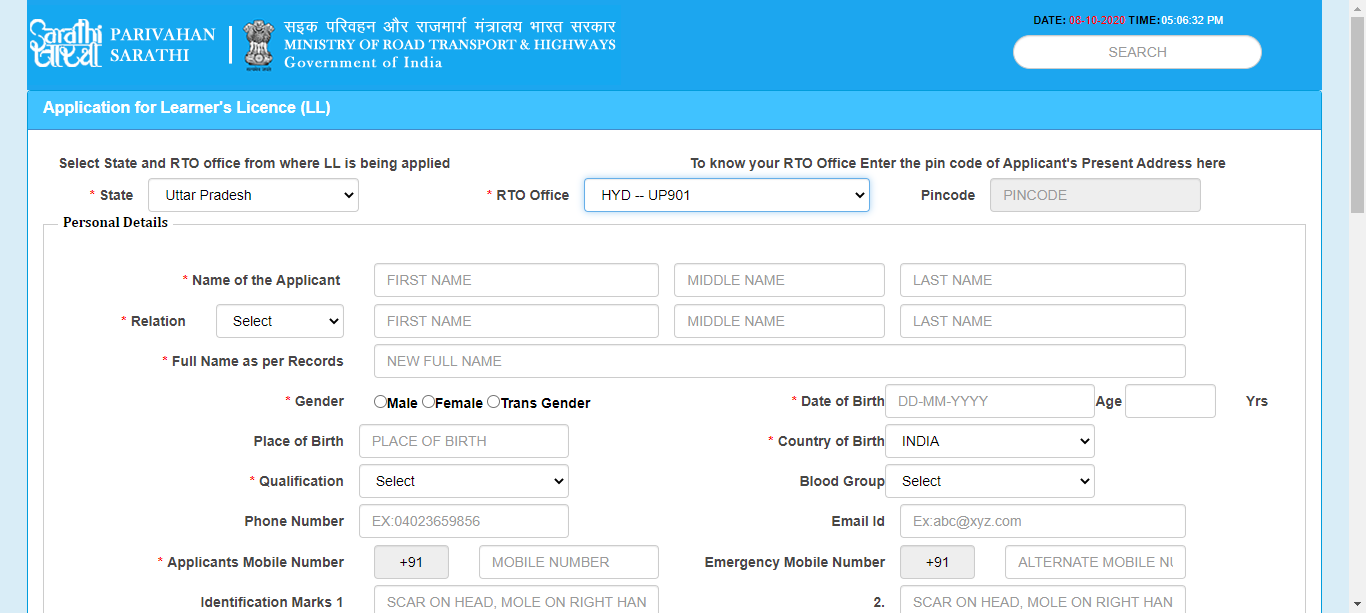 Sarathi
सारथी
PARIVAHAN
SARATHI
सड़क परिवहन और राजमार्ग मंत्रालय भारत सरकार
MINISTRY OF ROAD TRANSPORT & HIGHWAYS
Government of India
DATE: 08-10-2020 TIME:05:06:32 PM
SEARCH
Application for Learner's Licence (LL)
Select State and RTO office from where LL is being applied To know your RTO Office Enter the pin code of Applicant's Present Address here
* State Uttar Pradesh * RTO Office HYD -- UP901 Pincode PINCODE
Personal Details
* Name of the Applicant FIRST NAME MIDDLE NAME LAST NAME
* Relation Select FIRST NAME MIDDLE NAME LAST NAME
* Full Name as per Records NEW FULL NAME
* Gender Male Female Trans Gender * Date of Birth DD-MM-YYYY Age Yrs
Place of Birth PLACE OF BIRTH * Country of Birth INDIA
* Qualification Select Blood Group Select
Phone Number EX:04023659856 Email Id Ex:abc@xyz.com
* Applicants Mobile Number +91 MOBILE NUMBER Emergency Mobile Number +91 ALTERNATE MOBILE NU
Identification Marks 1 SCAR ON HEAD, MOLE ON RIGHT HAN 2. SCAR ON HEAD, MOLE ON RIGHT HAN